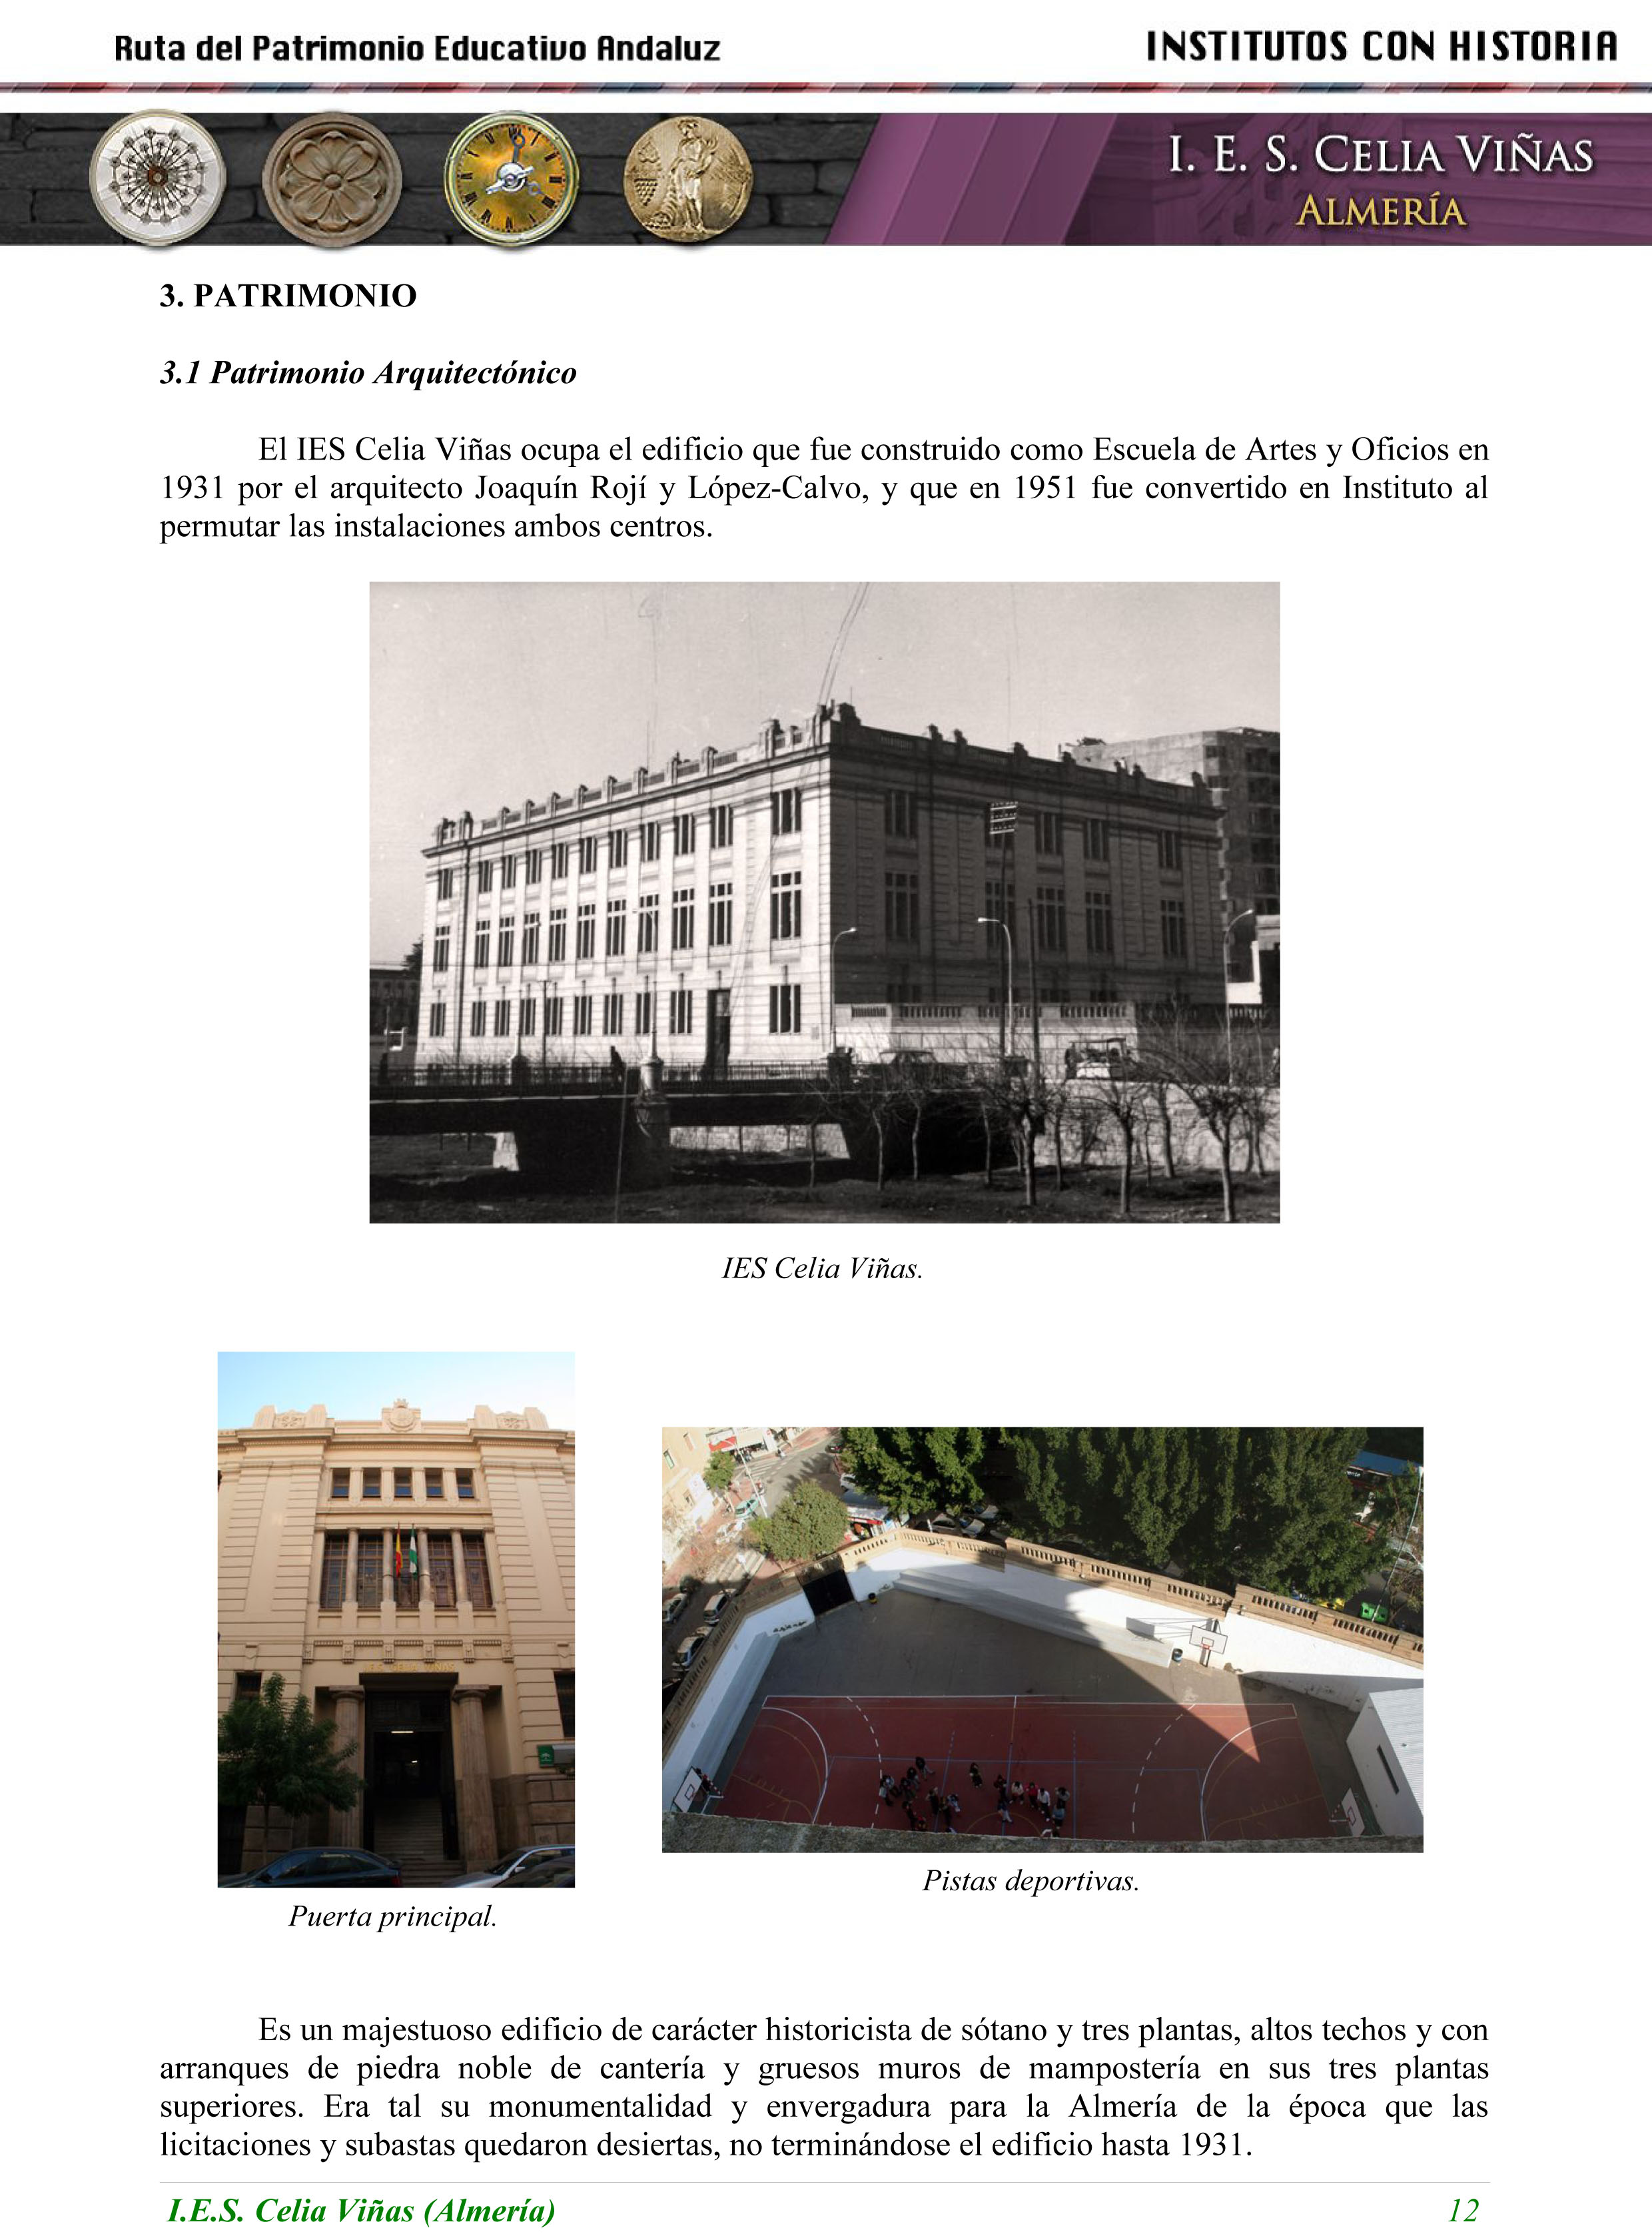 Ruta del Patrimonio Educativo Andaluz
INSTITUTOS CON HISTORIA
I. E. S. CELIA VIÑAS
ALMERÍA
3. PATRIMONIO
3.1 Patrimonio Arquitectónico
El IES Celia Viñas ocupa el edificio que fue construido como Escuela de Artes y Oficios en
1931 por el arquitecto Joaquín Rojí y López-Calvo, y que en 1951 fue convertido en Instituto al
permutar las instalaciones ambos centros.
IES Celia Viñas.
Puerta principal.
Pistas deportivas.
Es un majestuoso edificio de carácter historicista de sótano y tres plantas, altos techos y con
arranques de piedra noble de cantería y gruesos muros de mampostería en sus tres plantas
superiores. Era tal su monumentalidad y envergadura para la Almería de la época que las
licitaciones y subastas quedaron desiertas, no terminándose el edificio hasta 1931.
I.E.S. Celia Viñas (Almería)
12